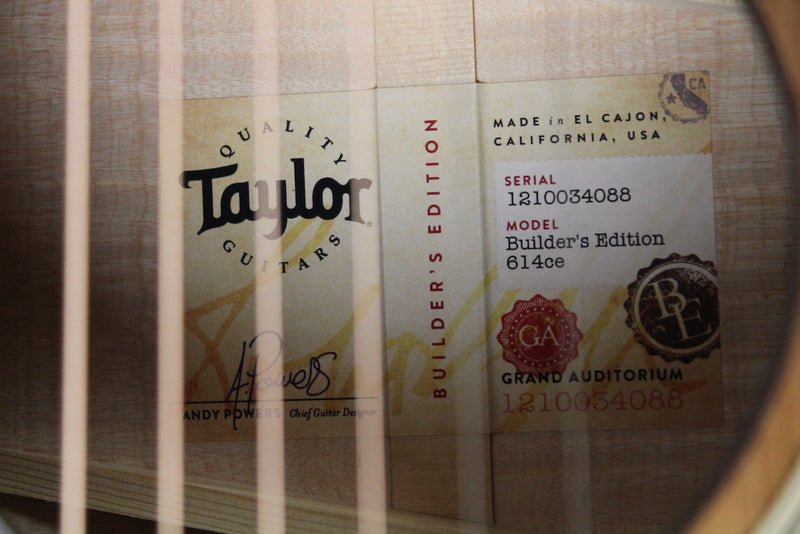 QUALITY
Taylor
GUITARS
A. Powers
ANDY POWERS Chief Guitar Designer
BUILDER'S EDITION
CA
MADE in EL CAJON,
CALIFORNIA, USA
SERIAL
1210034088
MODEL
Builder's Edition
614ce
BE
GA
GRAND AUDITORIUM
1210034088